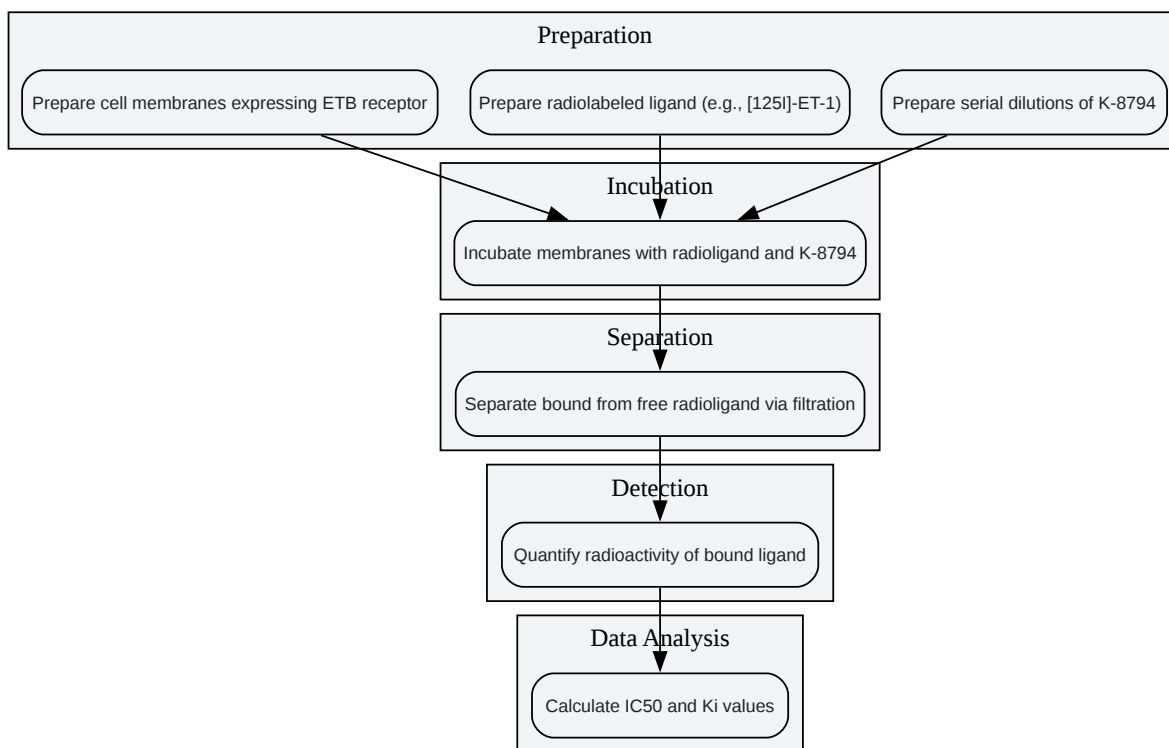 Preparation
Prepare cell membranes expressing ETB receptor
Prepare radiolabeled ligand (e.g., [125I]-ET-1)
Prepare serial dilutions of K-8794
Incubation
Incubate membranes with radioligand and K-8794
Separation
Separate bound from free radioligand via filtration
Detection
Quantify radioactivity of bound ligand
Data Analysis
Calculate IC50 and Ki values